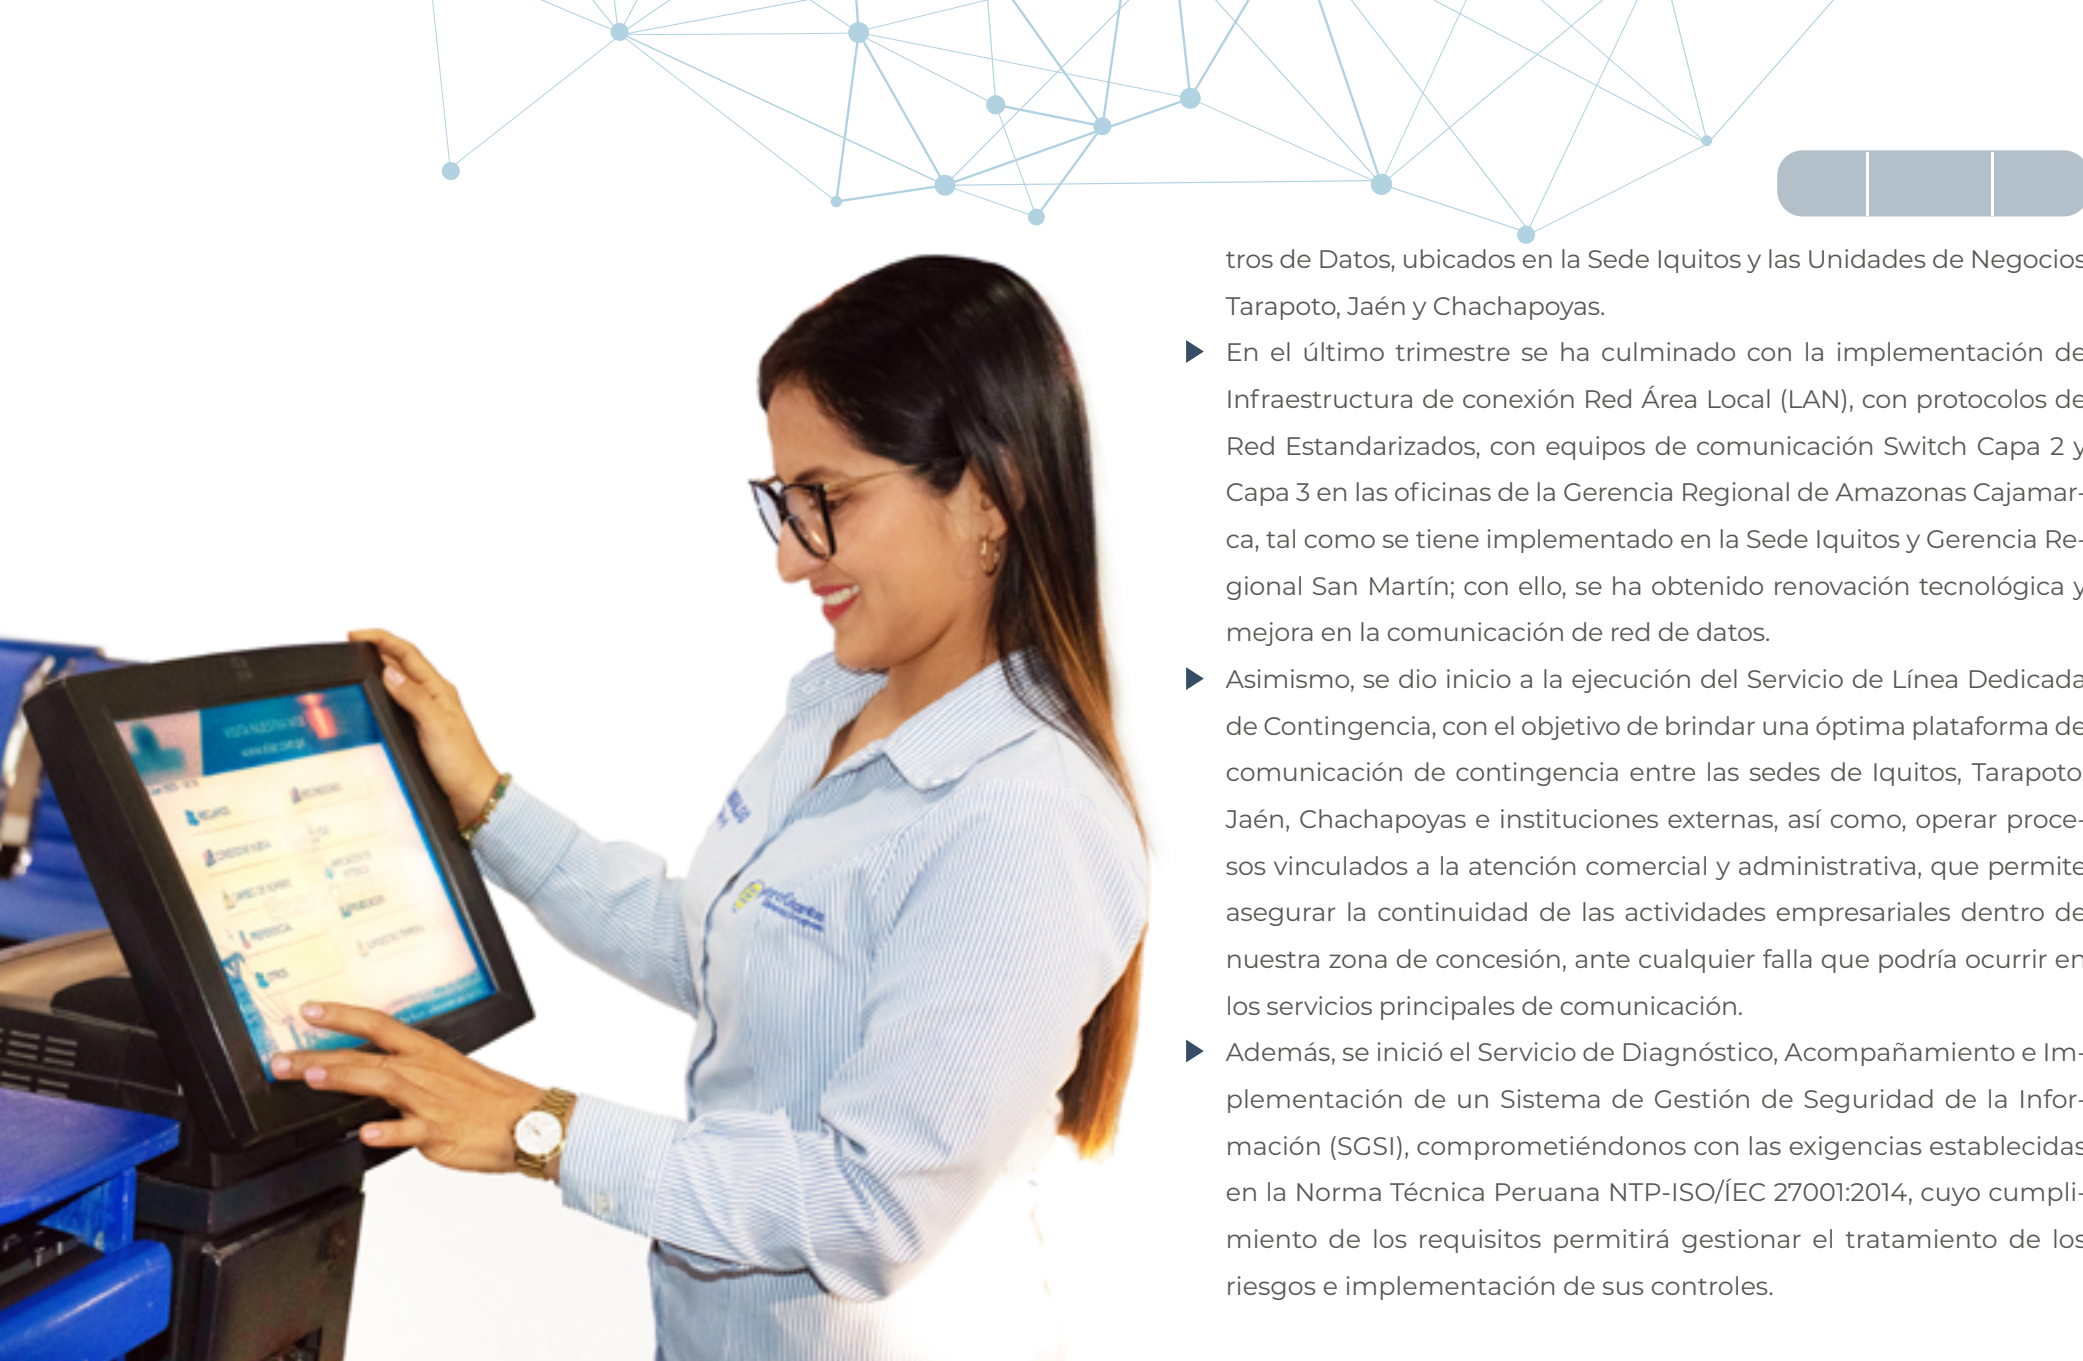 tros de Datos, ubicados en la Sede Iquitos y las Unidades de Negocios
Tarapoto, Jaén y Chachapoyas.
En el último trimestre se ha culminado con la implementación de
Infraestructura de conexión Red Área Local (LAN), con protocolos de
Red Estandarizados, con equipos de comunicación Switch Capa 2 y
Capa 3 en las oficinas de la Gerencia Regional de Amazonas Cajamar-
ca, tal como se tiene implementado en la Sede Iquitos y Gerencia Re-
gional San Martín; con ello, se ha obtenido renovación tecnológica y
mejora en la comunicación de red de datos.
Asimismo, se dio inicio a la ejecución del Servicio de Línea Dedicada
de Contingencia, con el objetivo de brindar una óptima plataforma de
comunicación de contingencia entre las sedes de Iquitos, Tarapoto
Jaén, Chachapoyas e instituciones externas, así como, operar proce-
sos vinculados a la atención comercial y administrativa, que permite
asegurar la continuidad de las actividades empresariales dentro de
nuestra zona de concesión, ante cualquier falla que podría ocurrir en
los servicios principales de comunicación.
Además, se inició el Servicio de Diagnóstico, Acompañamiento e Im-
plementación de un Sistema de Gestión de Seguridad de la Infor-
mación (SGSI), comprometiéndonos con las exigencias establecidas
en la Norma Técnica Peruana NTP-ISO/ÍEC 27001:2014, cuyo cumpli-
miento de los requisitos permitirá gestionar el tratamiento de los
riesgos e implementación de sus controles.
VISITA NUESTRA WEB
RECLAMOS
CAMBIO DE NOMBRE
OTROS